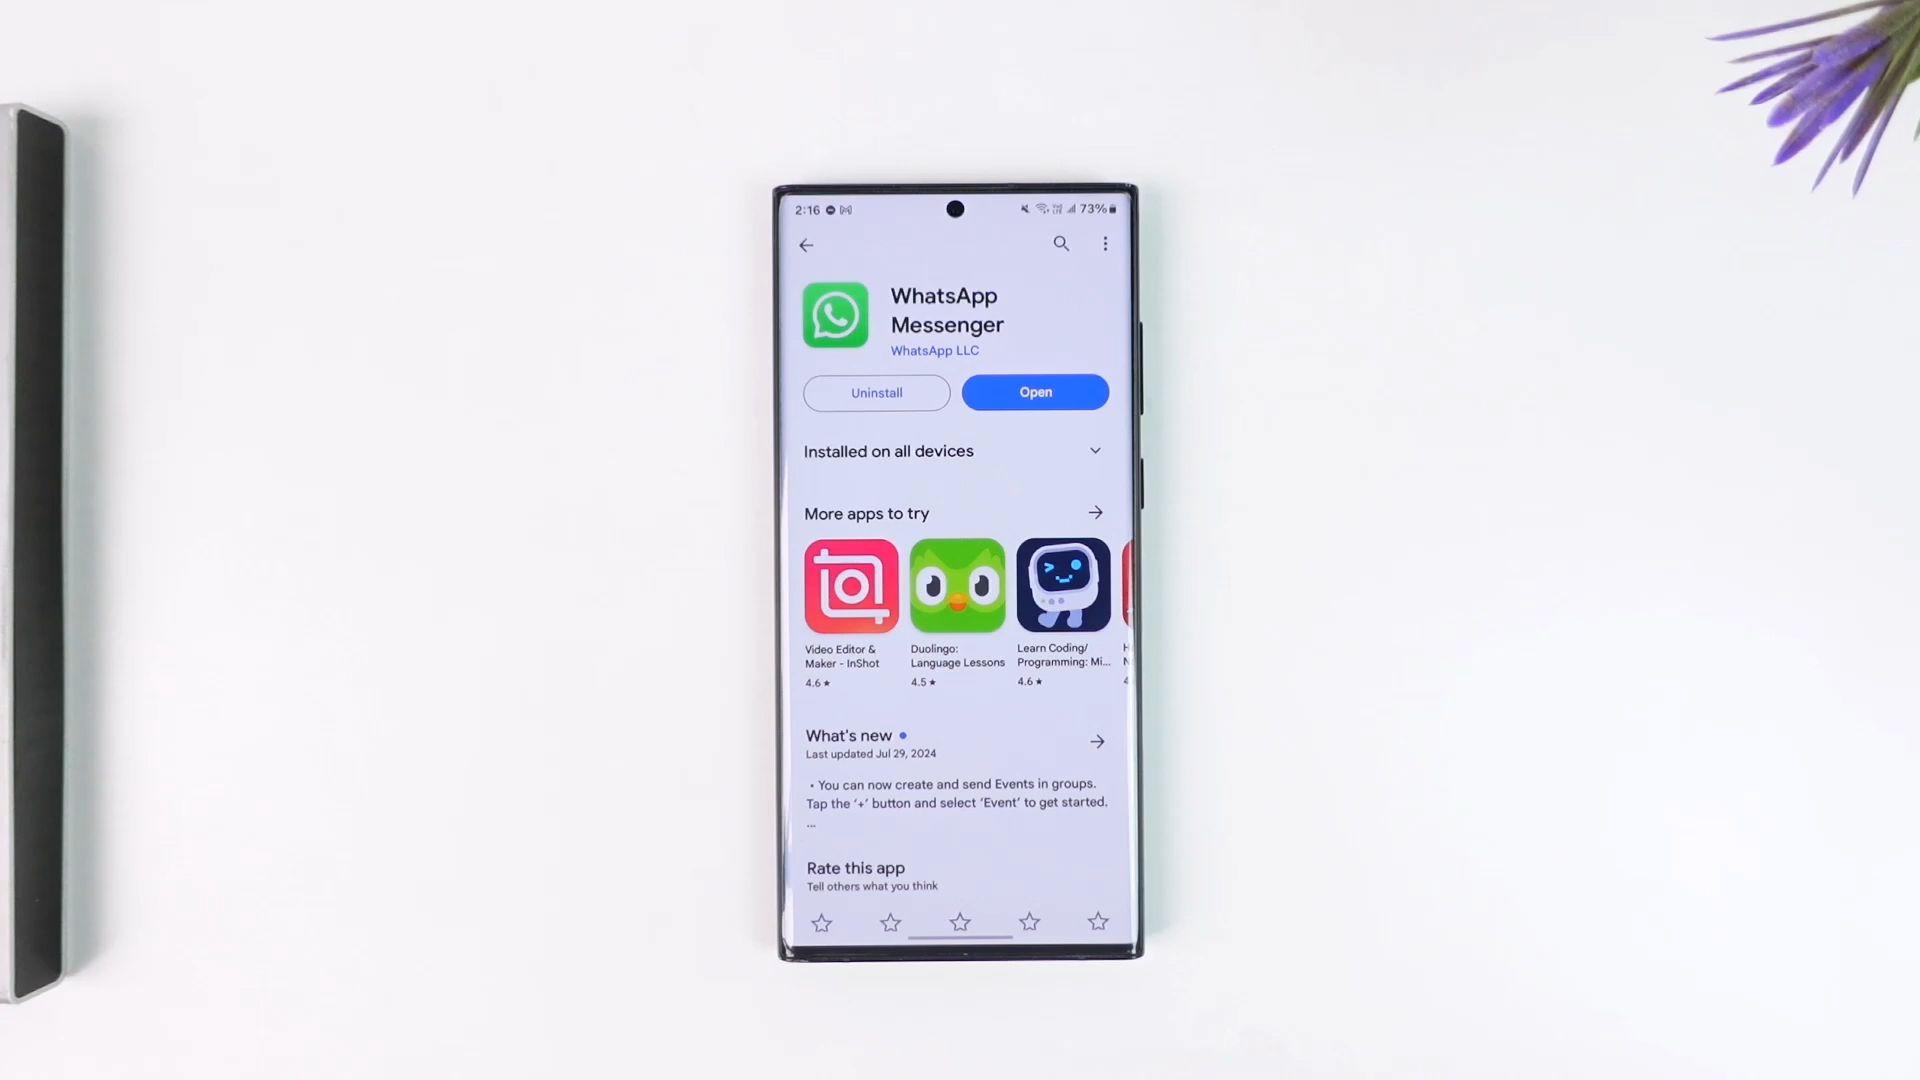 2:16
73%
WhatsApp
Messenger
WhatsApp LLC
Uninstall
Open
Installed on all devices
More apps to try
Video Editor &
Maker - InShot
4.6 ★
Duolingo:
Language Lessons
4.5 ★
Learn Coding/
Programming: Mi...
4.6 ★
H
N
4
What's new
Last updated Jul 29, 2024
• You can now create and send Events in groups.
Tap the ‘+’ button and select ‘Event’ to get started.
...
Rate this app
Tell others what you think